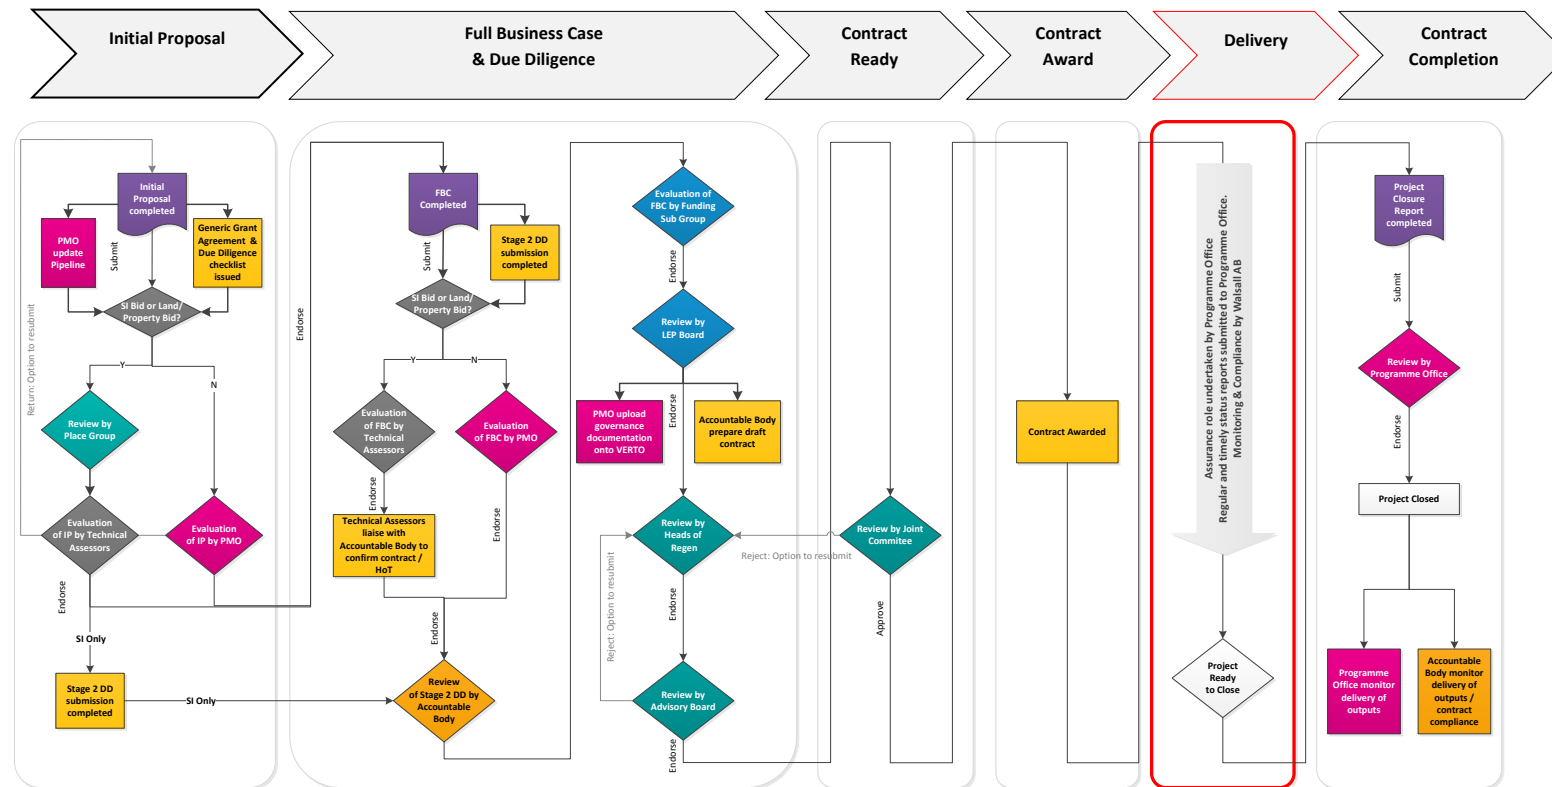 Initial Proposal
Full Business Case
& Due Diligence
Contract
Ready
Contract
Award
Delivery
Contract
Completion
Initial
Proposal
completed
PMO
update
Pipeline
Submit
Generic Grant
Agreement &
Due Diligence
checklist
issued
SI Bid or Land/
Property Bid?
Return: Option to resubmit
Y
N
Review by
Place Group
Evaluation
of IP by Technical
Assessors
Evaluation
of IP by PMO
Endorse
SI Only
Stage 2 DD
submission
completed
SI Only
Endorse
FBC
Completed
Submit
Stage 2 DD
submission
completed
SI Bid or Land/
Property Bid?
Y
N
Evaluation
of FBC by
Technical
Assessors
Evaluation
of FBC by PMO
Endorse
Endorse
Technical Assessors
liaise with
Accountable Body to
confirm contract /
HoT
Endorse
Review
of Stage 2 DD by
Accountable
Body
Evaluation of
FBC by Funding
Sub Group
Endorse
Review by
LEP Board
PMO upload
governance
documentation
onto VERTO
Endorse
Accountable Body
prepare draft
contract
Review by
Heads of
Regen
Reject: Option to resubmit
Endorse
Review by
Advisory Board
Endorse
Review by Joint
Commitee
Reject: Option to resubmit
Approve
Contract Awarded
Assurance role undertaken by Programme Office
Regular and timely status reports submitted to Programme Office.
Monitoring & Compliance by Walsall AB
Project
Ready
to Close
Project
Closure
Report
completed
Submit
Review by
Programme Office
Endorse
Project Closed
Programme
Office monitor
delivery of
outputs
Accountable
Body monitor
delivery of
outputs /
contract
compliance